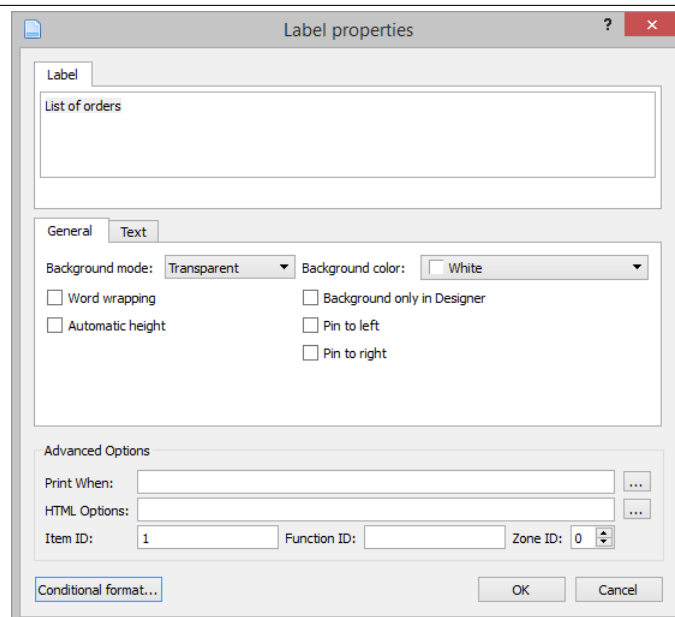 Label properties ?
Label
List of orders
General Text
Background mode: Transparent Background color: White
Word wrapping Background only in Designer
Automatic height Pin to left
Pin to right
Advanced Options
Print When: ...
HTML Options: ...
Item ID: 1 Function ID: Zone ID: 0
Conditional format... OK Cancel